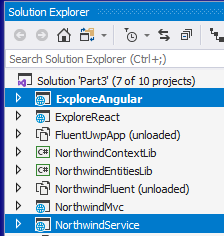 Solution Explorer
Search Solution Explorer (Ctrl+;)
Solution 'Part3' (7 of 10 projects)
ExploreAngular
ExploreReact
FluentUwpApp (unloaded)
C# NorthwindContextLib
C# NorthwindEntitiesLib
NorthwindFluent (unloaded)
NorthwindMvc
NorthwindService